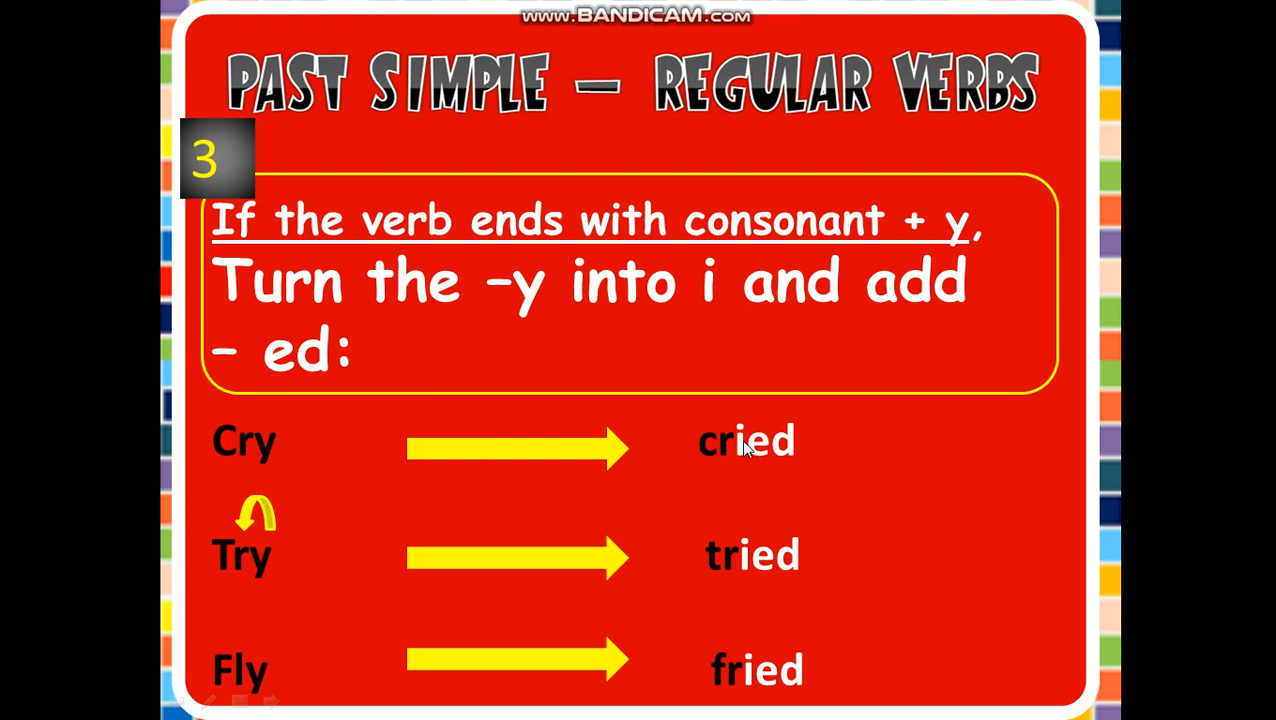 WWW.BANDICAM.COM
PAST SIMPLE – REGULAR VERBS
3
If the verb ends with consonant + y,
Turn the –y into i and add
– ed:
Cry cried
Try tried
Fly fried